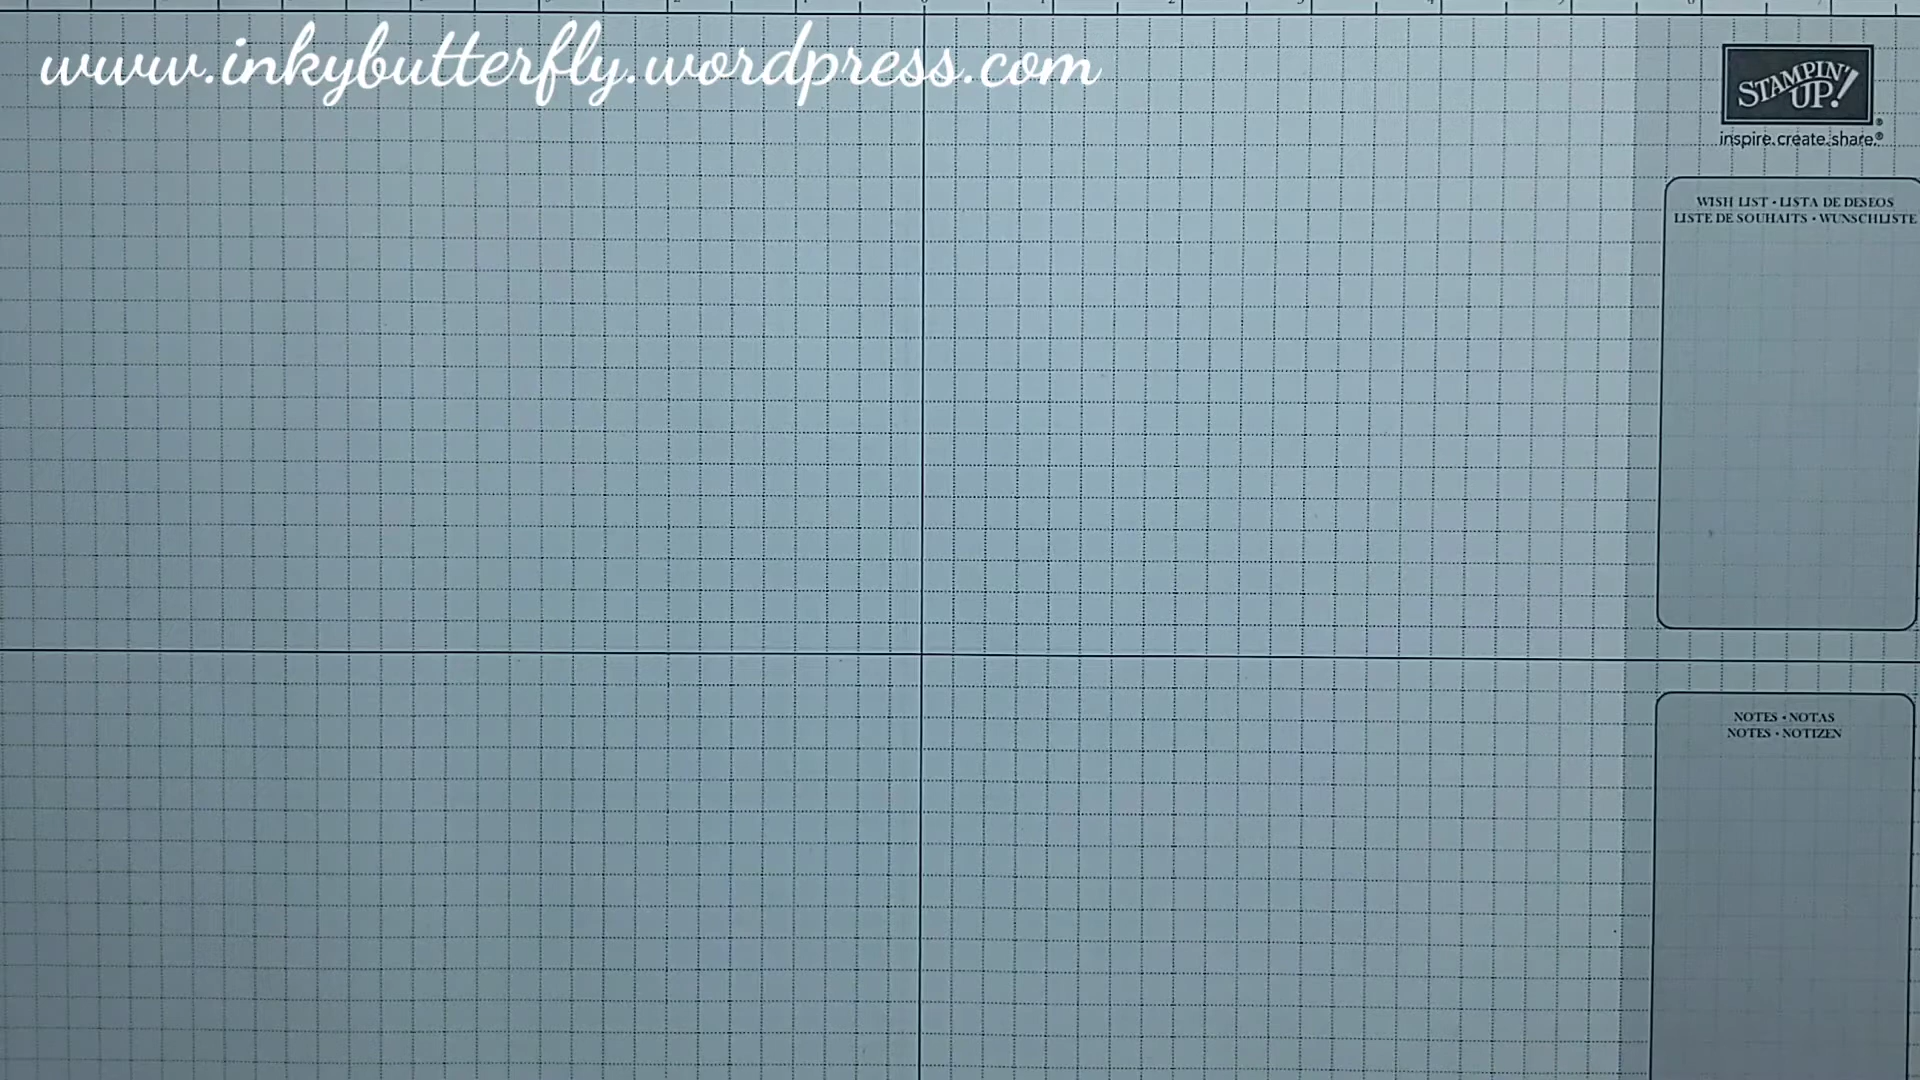 www.inkybutterfly.wordpress.com
STAMPIN' UP!®
inspire.create.share.®
WISH LIST • LISTA DE DESEOS
LISTE DE SOUHAITS • WUNSCHLISTE
NOTES • NOTAS
NOTES • NOTIZEN